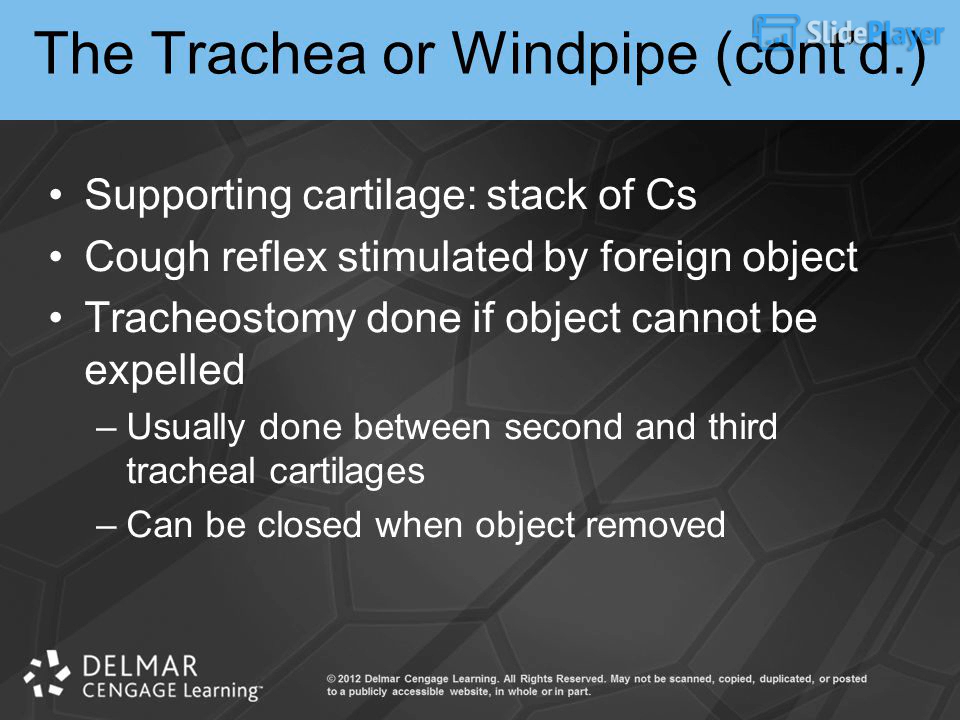 The Trachea or Windpipe (cont'd.)
SlidePlayer
• Supporting cartilage: stack of Cs
• Cough reflex stimulated by foreign object
• Tracheostomy done if object cannot be
expelled
– Usually done between second and third
tracheal cartilages
– Can be closed when object removed
DELMAR
CENGAGE Learning™
© 2012 Delmar Cengage Learning. All Rights Reserved. May not be scanned, copied, duplicated, or posted
to a publicly accessible website, in whole or in part.